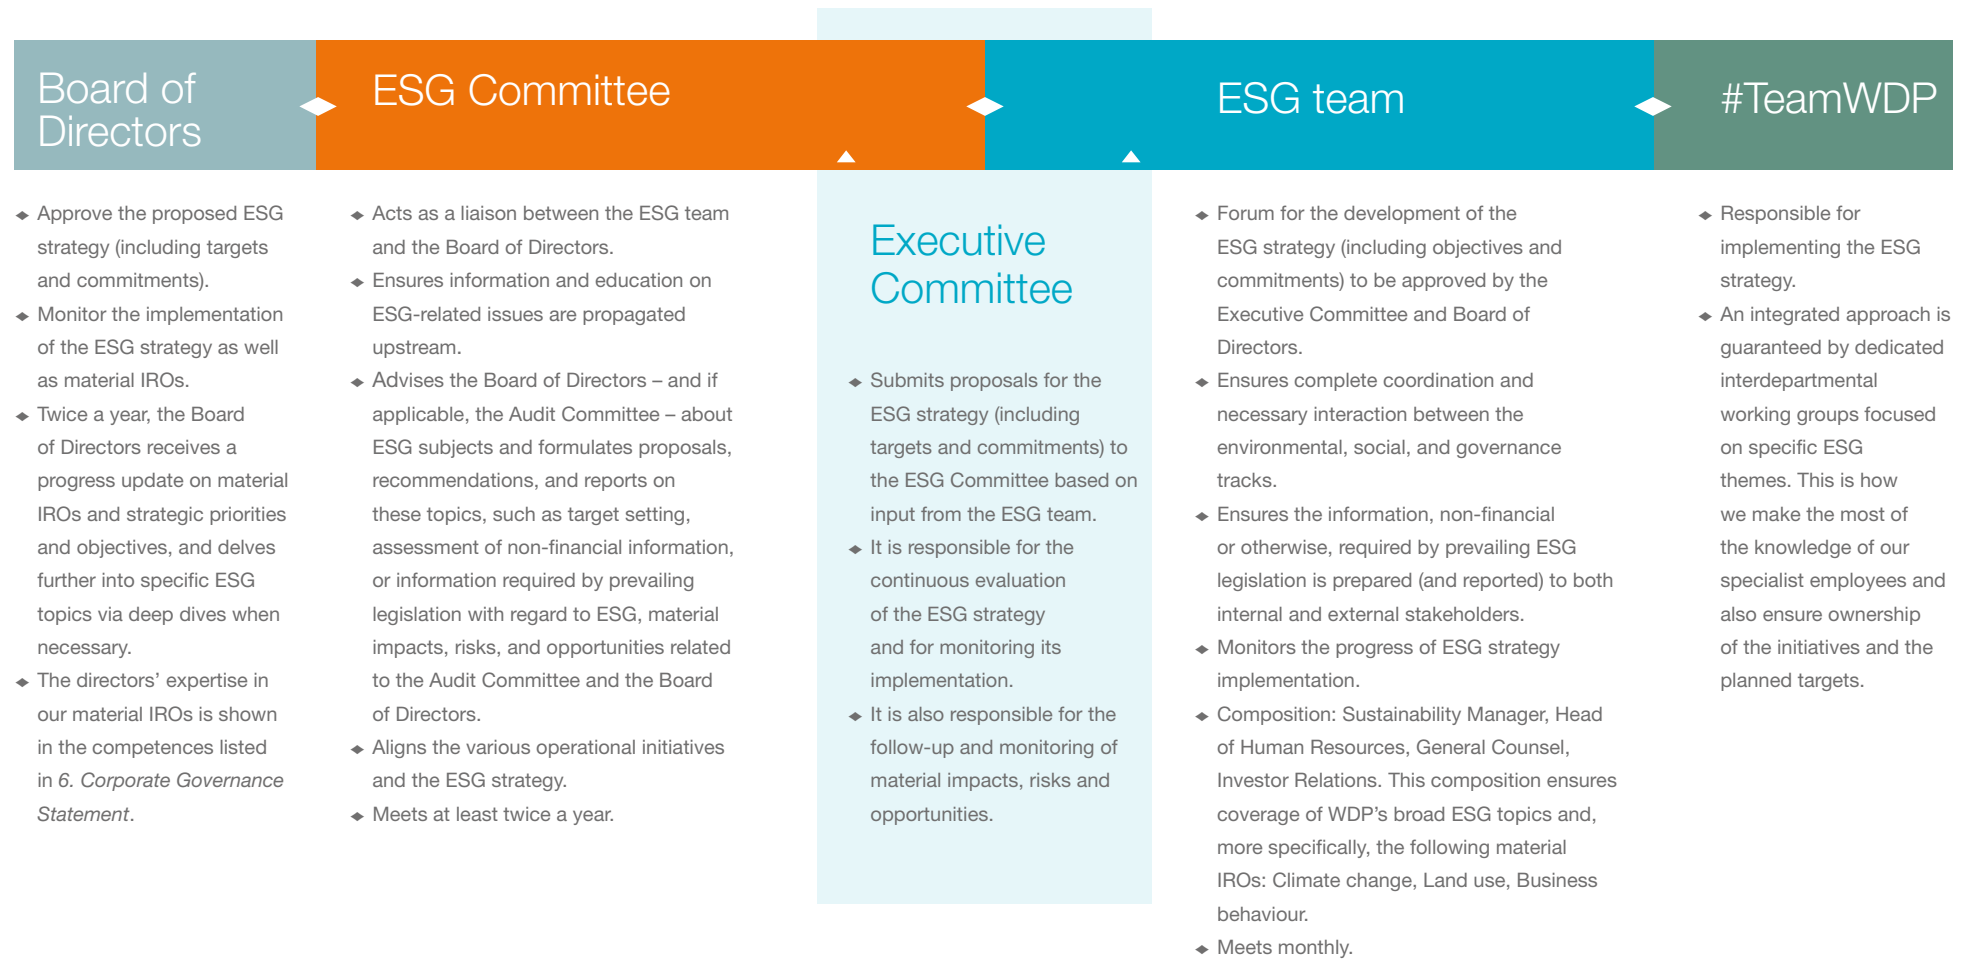 Board of
Directors
ESG Committee
ESG team
#TeamWDP
Approve the proposed ESG
strategy (including targets
and commitments).
Monitor the implementation
of the ESG strategy as well
as material IROs.
Twice a year, the Board
of Directors receives a
progress update on material
IROs and strategic priorities
and objectives, and delves
further into specific ESG
topics via deep dives when
necessary.
The directors’ expertise in
our material IROs is shown
in the competences listed
in 6. Corporate Governance
Statement.
Acts as a liaison between the ESG team
and the Board of Directors.
Ensures information and education on
ESG-related issues are propagated
upstream.
Advises the Board of Directors – and if
applicable, the Audit Committee – about
ESG subjects and formulates proposals,
recommendations, and reports on
these topics, such as target setting,
assessment of non-financial information,
or information required by prevailing
legislation with regard to ESG, material
impacts, risks, and opportunities related
to the Audit Committee and the Board
of Directors.
Aligns the various operational initiatives
and the ESG strategy.
Meets at least twice a year.
Executive
Committee
Submits proposals for the
ESG strategy (including
targets and commitments) to
the ESG Committee based on
input from the ESG team.
It is responsible for the
continuous evaluation
of the ESG strategy
and for monitoring its
implementation.
It is also responsible for the
follow-up and monitoring of
material impacts, risks and
opportunities.
Forum for the development of the
ESG strategy (including objectives and
commitments) to be approved by the
Executive Committee and Board of
Directors.
Ensures complete coordination and
necessary interaction between the
environmental, social, and governance
tracks.
Ensures the information, non-financial
or otherwise, required by prevailing ESG
legislation is prepared (and reported) to both
internal and external stakeholders.
Monitors the progress of ESG strategy
implementation.
Composition: Sustainability Manager, Head
of Human Resources, General Counsel,
Investor Relations. This composition ensures
coverage of WDP’s broad ESG topics and,
more specifically, the following material
IROs: Climate change, Land use, Business
behaviour.
Meets monthly.
Responsible for
implementing the ESG
strategy.
An integrated approach is
guaranteed by dedicated
interdepartmental
working groups focused
on specific ESG
themes. This is how
we make the most of
the knowledge of our
specialist employees and
also ensure ownership
of the initiatives and the
planned targets.